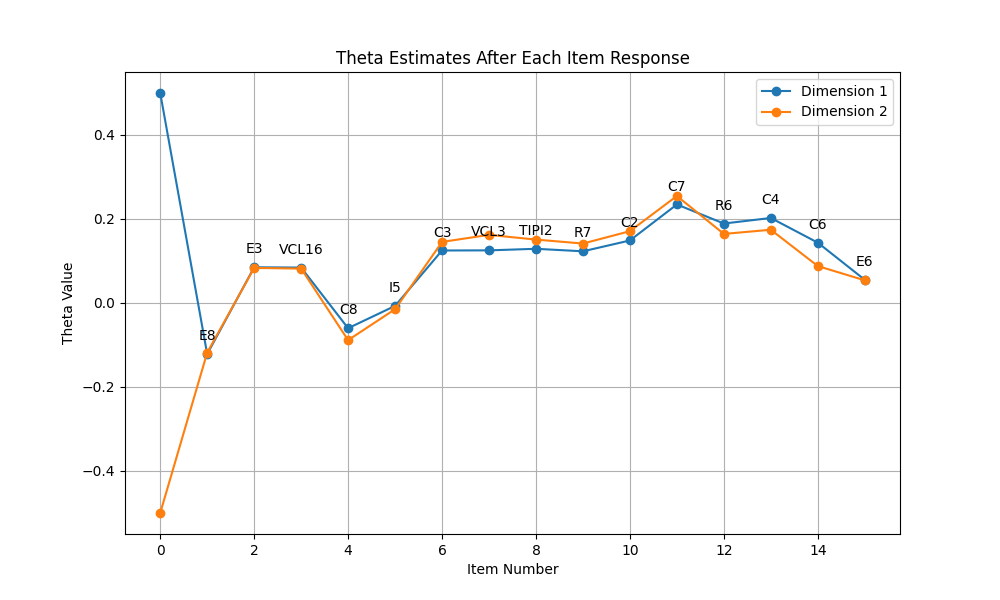 Theta Estimates After Each Item Response
Dimension 1
Dimension 2
Theta Value
0.4
0.2
0.0
−0.2
−0.4
E8
E3
VCL16
C8
I5
C3
VCL3
TIPI2
R7
C2
C7
R6
C4
C6
E6
0 2 4 6 8 10 12 14
Item Number